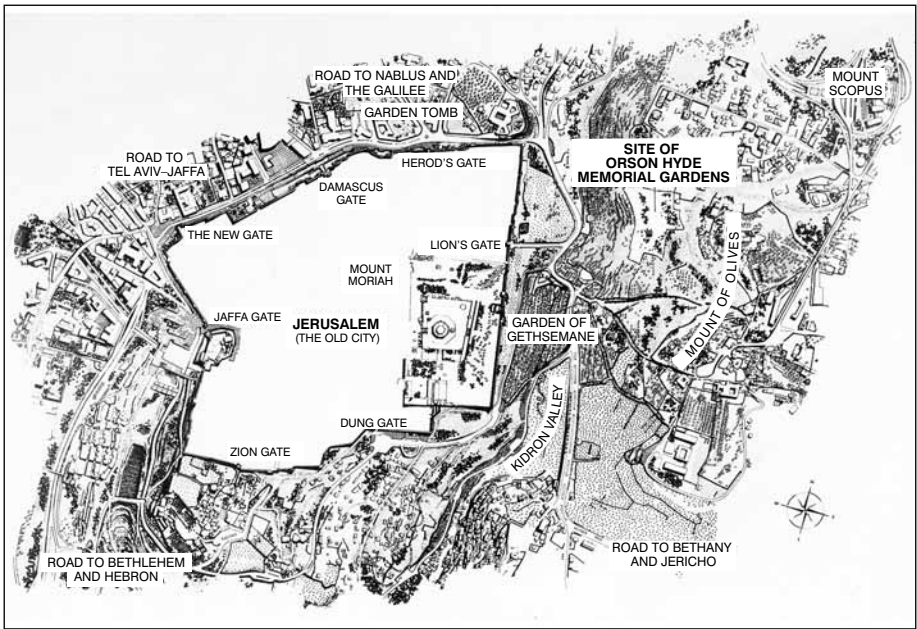 ROAD TO NABLUS AND
THE GALILEE
GARDEN TOMB
MOUNT
SCOPUS
ROAD TO
TEL AVIV–JAFFA
HEROD'S GATE
SITE OF
ORSON HYDE
MEMORIAL GARDENS
DAMASCUS
GATE
THE NEW GATE
LION'S GATE
MOUNT
MORIAH
MOUNT OF OLIVES
JAFFA GATE
JERUSALEM
(THE OLD CITY)
GARDEN OF
GETHSEMANE
DUNG GATE
KIDRON VALLEY
ZION GATE
ROAD TO BETHANY
AND JERICHO
ROAD TO BETHLEHEM
AND HEBRON